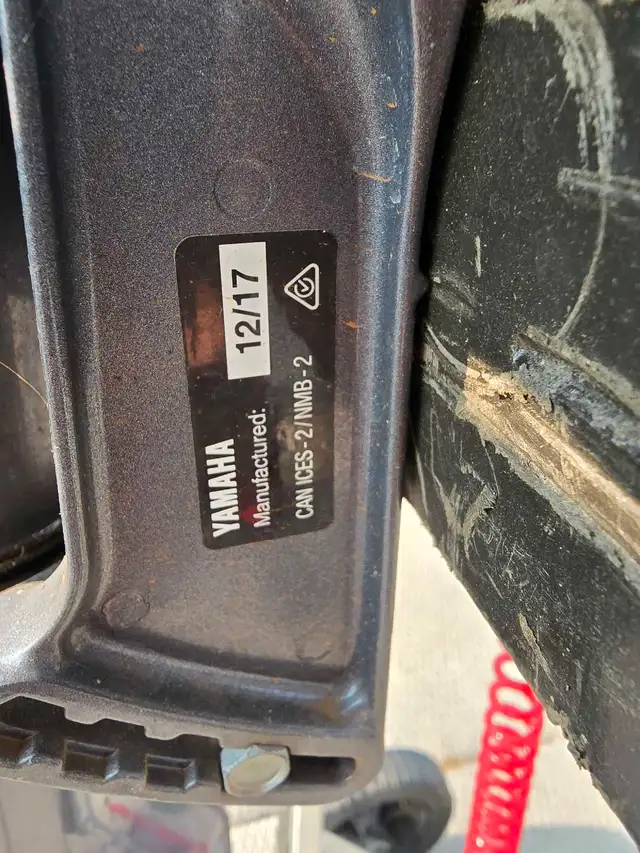 YAMAHA
Manufactured: 12/17
CAN ICES-2/NMB-2